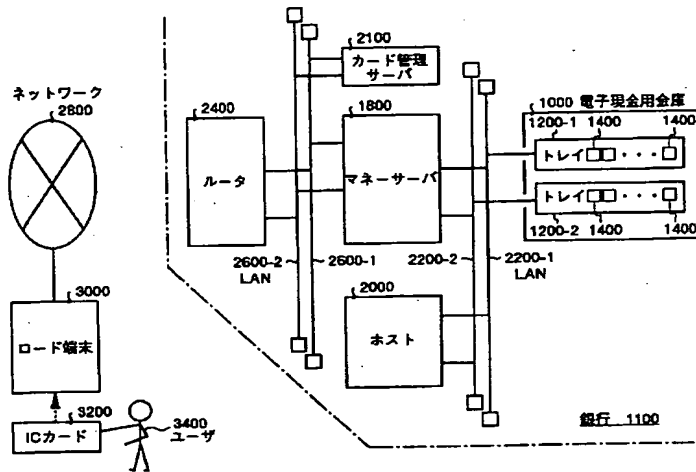 ネットワーク
2800
2400
ルータ
2100
カード管理
サーバ
1800
マネーサーバ
1000 電子現金用金庫
1200-1
1400
1400
トレイ
・・・
トレイ
・・・
1200-2
1400
1400
2600-2
2600-1
LAN
2200-2
2200-1
LAN
2000
ホスト
3000
ロード端末
3200
ICカード
3400
ユーザ
銀行 1100